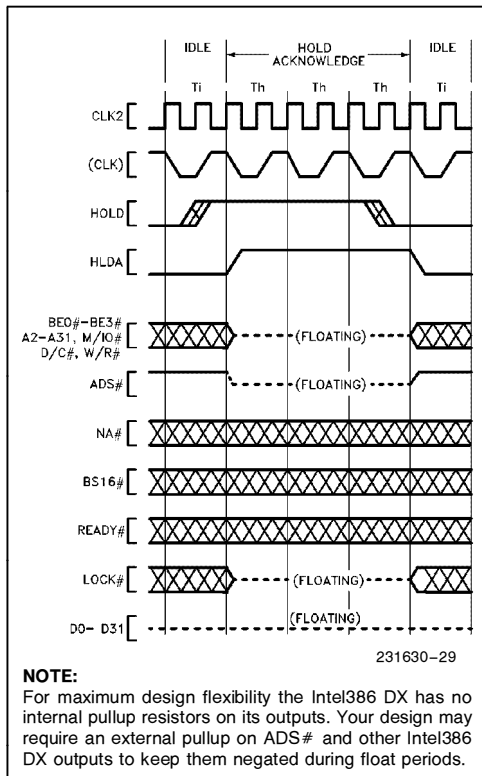 IDLE HOLD ACKNOWLEDGE IDLE
Ti Th Th Th Ti
CLK2
(CLK)
HOLD
HLDA
BE0#-BE3#
A2-A31, M/IO# (FLOATING)
D/C#, W/R#
ADS# (FLOATING)
NA#
BS16#
READY#
LOCK# (FLOATING)
(FLOATING)
D0- D31
231630–29
NOTE:
For maximum design flexibility the Intel386 DX has no
internal pullup resistors on its outputs. Your design may
require an external pullup on ADS# and other Intel386
DX outputs to keep them negated during float periods.